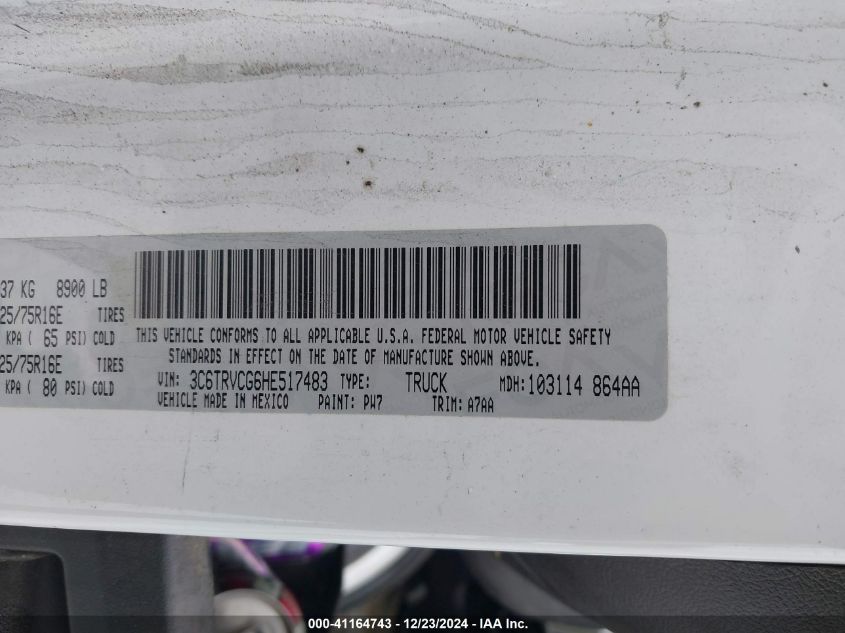 37 KG 8900 LB
25/75R16E TIRES
KPA ( 65 PSI) COLD
25/75R16E TIRES
KPA ( 80 PSI) COLD
THIS VEHICLE CONFORMS TO ALL APPLICABLE U.S.A. FEDERAL MOTOR VEHICLE SAFETY
STANDARDS IN EFFECT ON THE DATE OF MANUFACTURE SHOWN ABOVE.
VIN: 3C6TRVCG6HE517483 TYPE: TRUCK MDH: 103114 864AA
VEHICLE MADE IN MEXICO PAINT: PW7 TRIM: A7AA
000-41164743 - 12/23/2024 - IAA Inc.